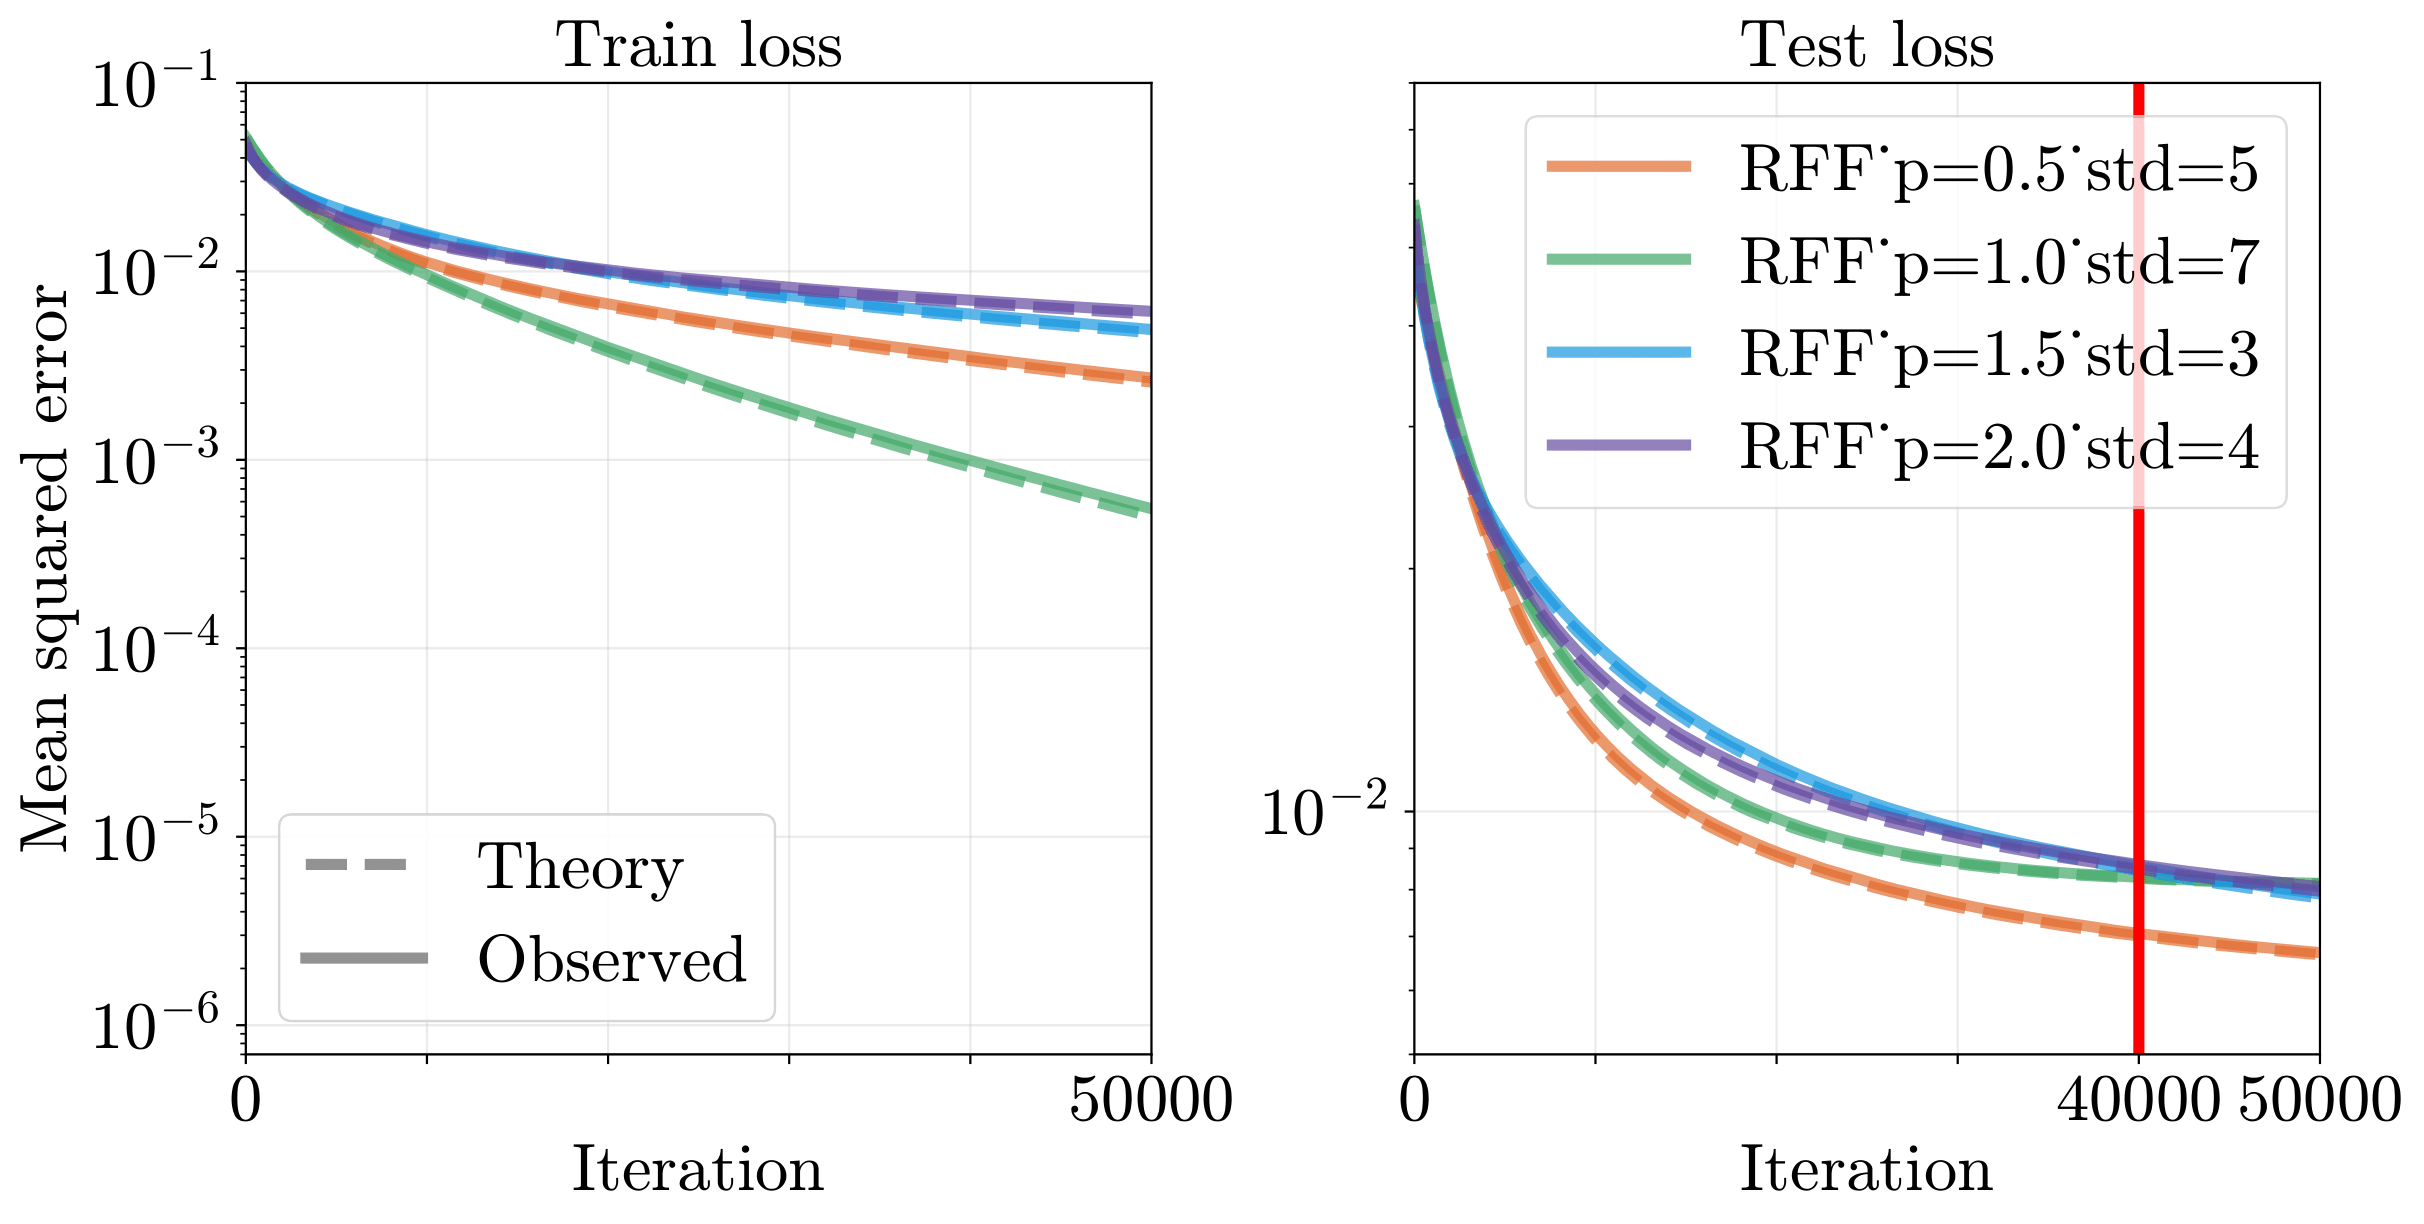 Train loss
Mean squared error
10⁻¹
10⁻²
10⁻³
10⁻⁴
10⁻⁵
10⁻⁶
Theory
Observed
0
50000
Iteration
Test loss
RFF˙p=0.5˙std=5
RFF˙p=1.0˙std=7
RFF˙p=1.5˙std=3
RFF˙p=2.0˙std=4
10⁻²
0
40000
50000
Iteration